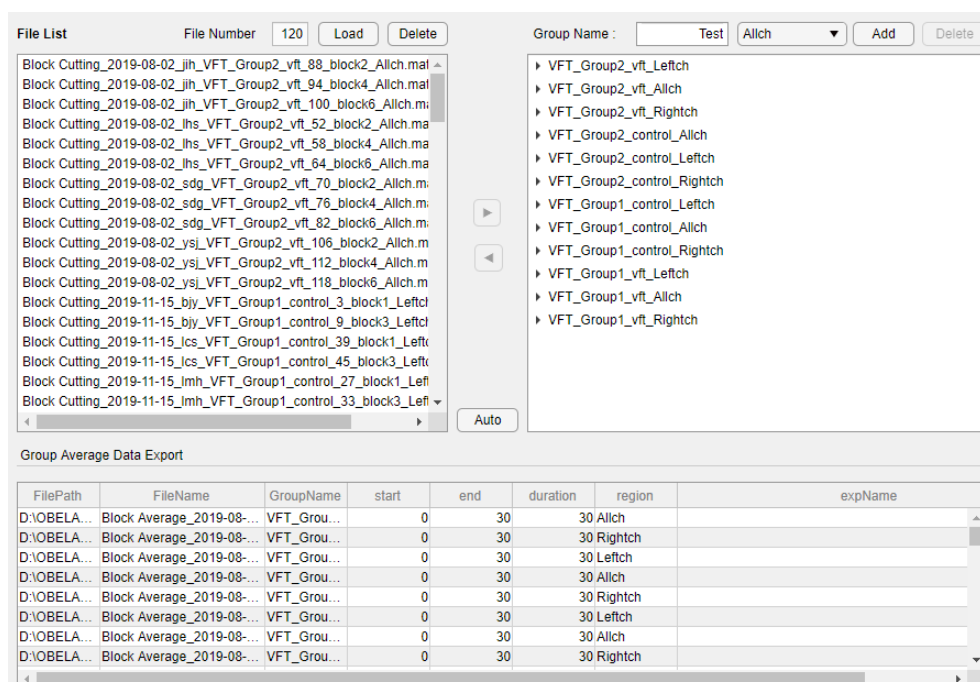 File List File Number 120 Load Delete Group Name : Test Allch Add Delete
Block Cutting_2019-08-02_jih_VFT_Group2_vft_88_block2_Allch.mat
Block Cutting_2019-08-02_jih_VFT_Group2_vft_94_block4_Allch.mat
Block Cutting_2019-08-02_jih_VFT_Group2_vft_100_block6_Allch.ma
Block Cutting_2019-08-02_lhs_VFT_Group2_vft_52_block2_Allch.ma
Block Cutting_2019-08-02_lhs_VFT_Group2_vft_58_block4_Allch.ma
Block Cutting_2019-08-02_lhs_VFT_Group2_vft_64_block6_Allch.ma
Block Cutting_2019-08-02_sdg_VFT_Group2_vft_70_block2_Allch.m
Block Cutting_2019-08-02_sdg_VFT_Group2_vft_76_block4_Allch.m
Block Cutting_2019-08-02_sdg_VFT_Group2_vft_82_block6_Allch.m
Block Cutting_2019-08-02_ysj_VFT_Group2_vft_106_block2_Allch.m
Block Cutting_2019-08-02_ysj_VFT_Group2_vft_112_block4_Allch.m
Block Cutting_2019-08-02_ysj_VFT_Group2_vft_118_block6_Allch.m
Block Cutting_2019-11-15_bjy_VFT_Group1_control_3_block1_Leftch
Block Cutting_2019-11-15_bjy_VFT_Group1_control_9_block3_Leftch
Block Cutting_2019-11-15_lcs_VFT_Group1_control_39_block1_Leftc
Block Cutting_2019-11-15_lcs_VFT_Group1_control_45_block3_Leftc
Block Cutting_2019-11-15_lmh_VFT_Group1_control_27_block1_Left
Block Cutting_2019-11-15_lmh_VFT_Group1_control_33_block3_Left
VFT_Group2_vft_Leftch
VFT_Group2_vft_Allch
VFT_Group2_vft_Rightch
VFT_Group2_control_Allch
VFT_Group2_control_Leftch
VFT_Group2_control_Rightch
VFT_Group1_control_Leftch
VFT_Group1_control_Allch
VFT_Group1_control_Rightch
VFT_Group1_vft_Leftch
VFT_Group1_vft_Allch
VFT_Group1_vft_Rightch
Auto
Group Average Data Export
FilePath FileName GroupName start end duration region expName
D:\OBELA... Block Average_2019-08-... VFT_Grou... 0 30 30 Allch
D:\OBELA... Block Average_2019-08-... VFT_Grou... 0 30 30 Rightch
D:\OBELA... Block Average_2019-08-... VFT_Grou... 0 30 30 Leftch
D:\OBELA... Block Average_2019-08-... VFT_Grou... 0 30 30 Allch
D:\OBELA... Block Average_2019-08-... VFT_Grou... 0 30 30 Rightch
D:\OBELA... Block Average_2019-08-... VFT_Grou... 0 30 30 Leftch
D:\OBELA... Block Average_2019-08-... VFT_Grou... 0 30 30 Allch
D:\OBELA... Block Average_2019-08-... VFT_Grou... 0 30 30 Rightch